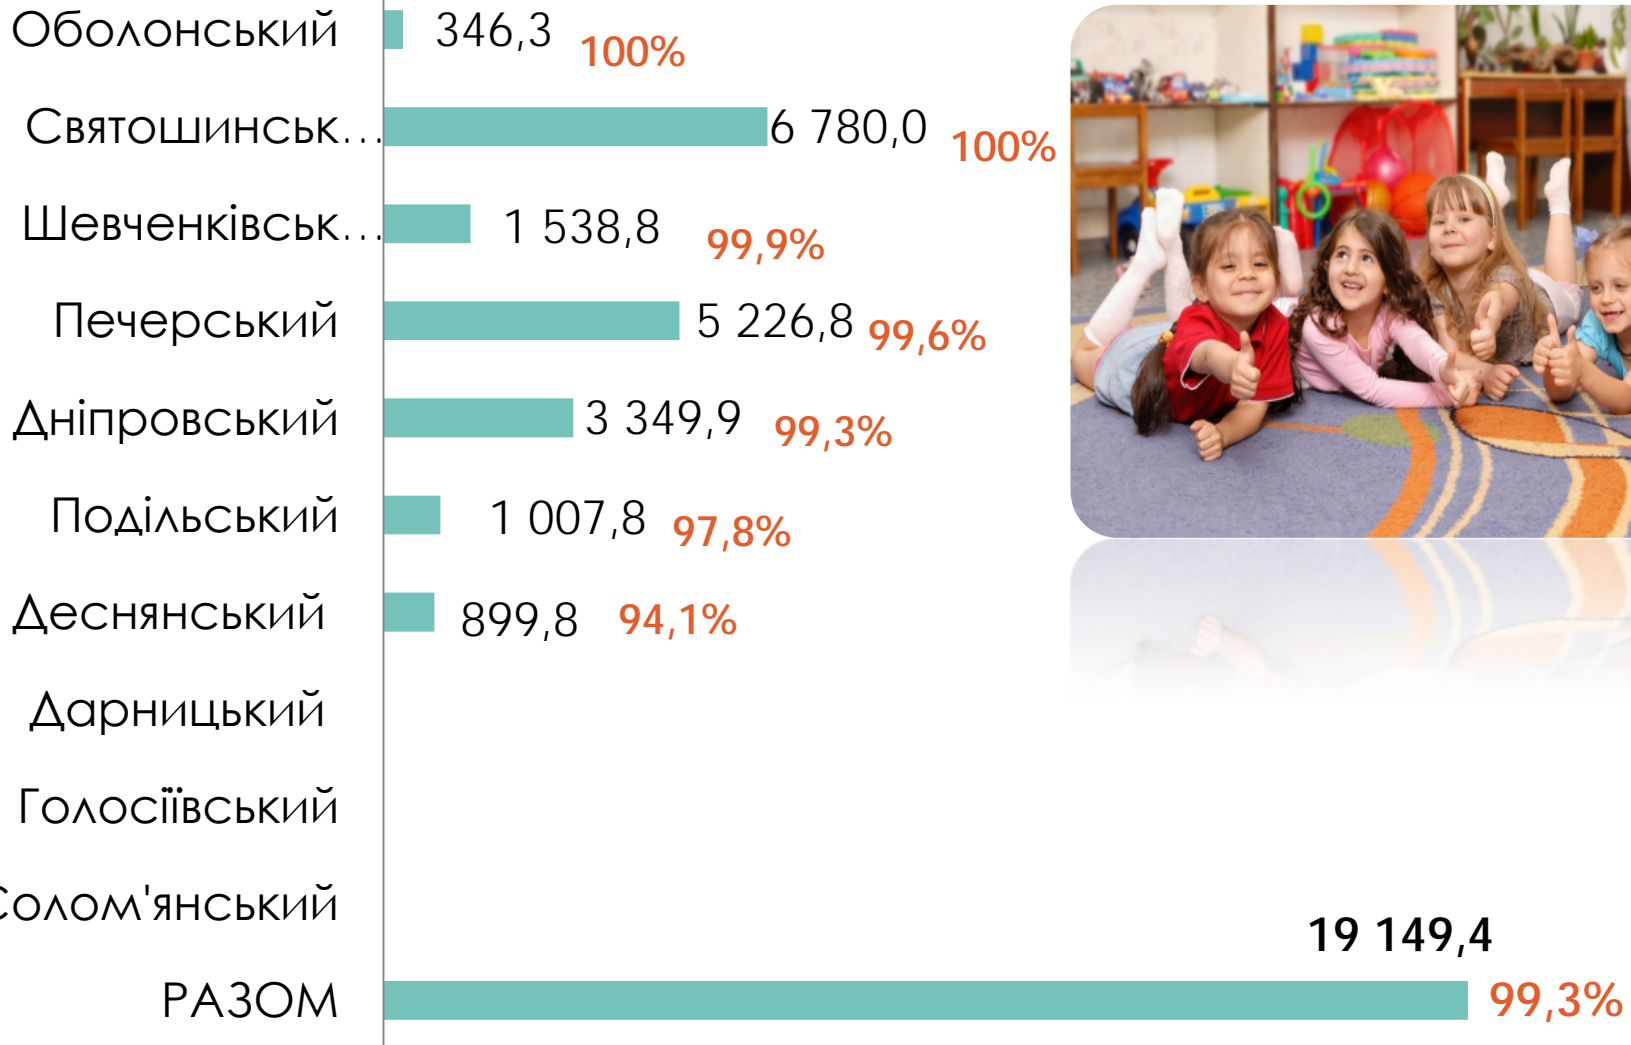 Оболонський 346,3 100%
Святошинськ… 6 780,0 100%
Шевченківськ… 1 538,8 99,9%
Печерський 5 226,8 99,6%
Дніпровський 3 349,9 99,3%
Подільський 1 007,8 97,8%
Деснянський 899,8 94,1%
Дарницький
Голосіївський
Солом'янський
19 149,4
РАЗОМ 99,3%